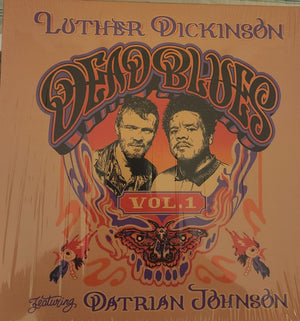 LUTHER DICKINSON
DEAD BLUES
VOL.1
featuring DATRIAN JOHNSON